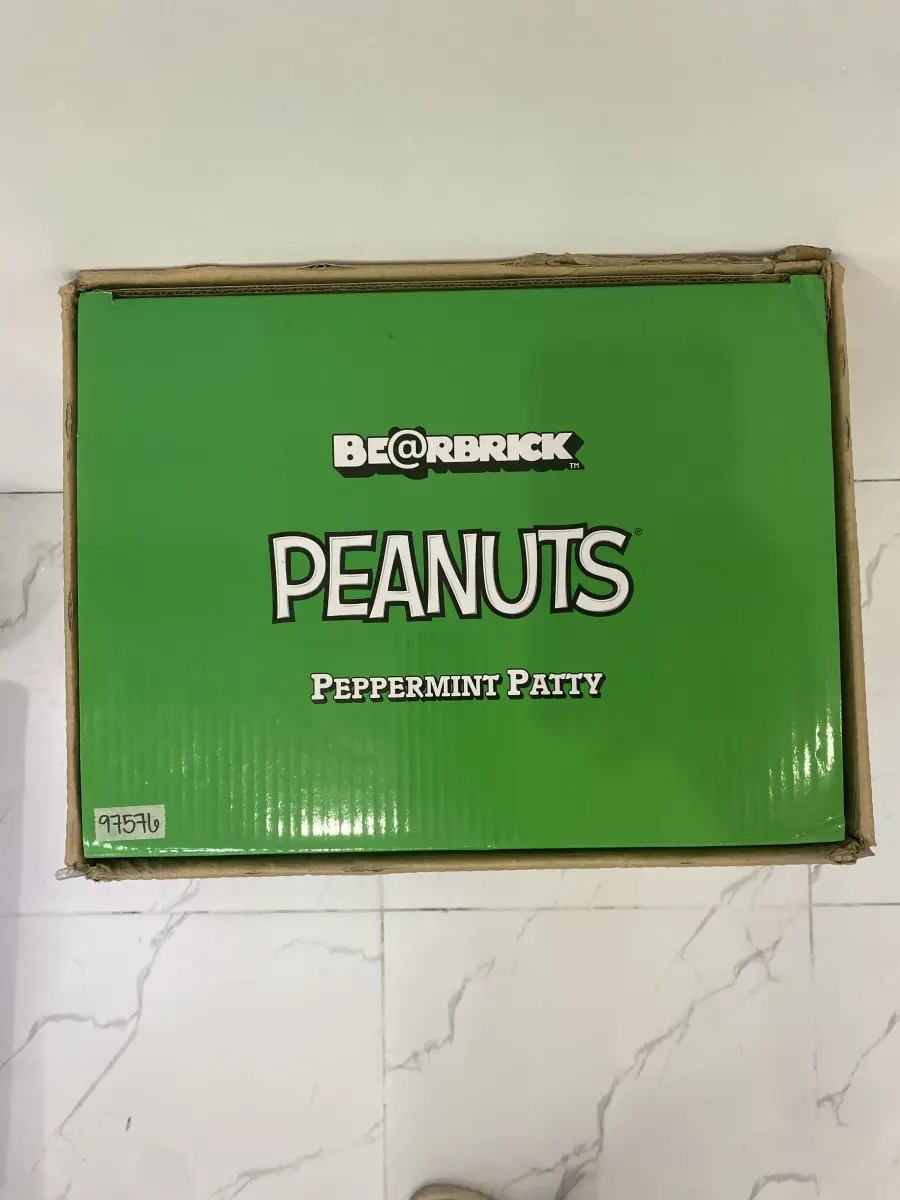 BE@RBRICK™
PEANUTS®
PEPPERMINT PATTY
97576